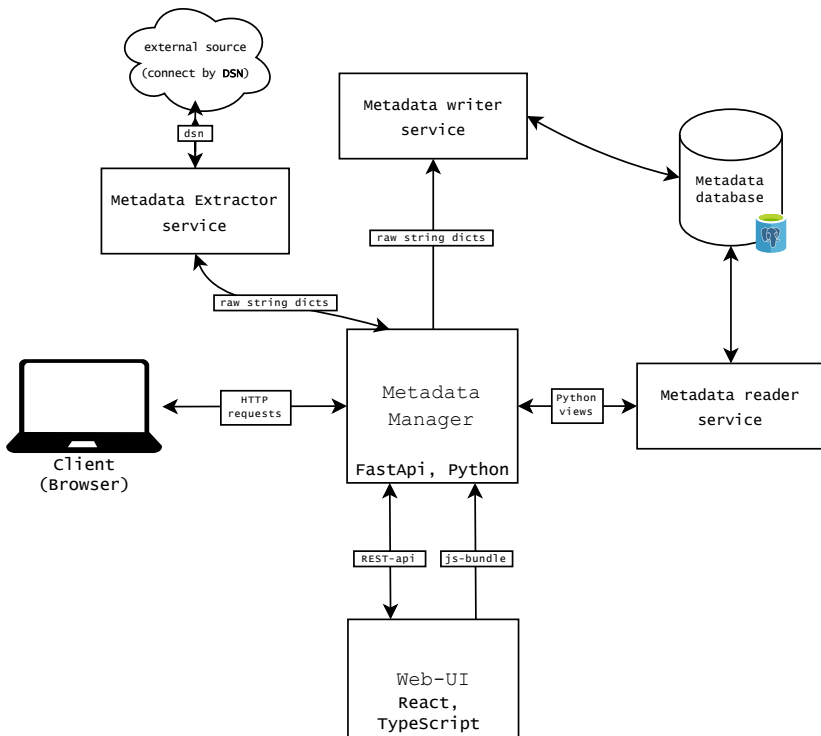 external source
(connect by DSN)
dsn
Metadata writer
service
Metadata Extractor
service
Metadata
database
raw string dicts
raw string dicts
Metadata
Manager
FastApi, Python
HTTP
requests
Python
views
Metadata reader
service
Client
(Browser)
REST-api
js-bundle
Web-UI
React,
TypeScript